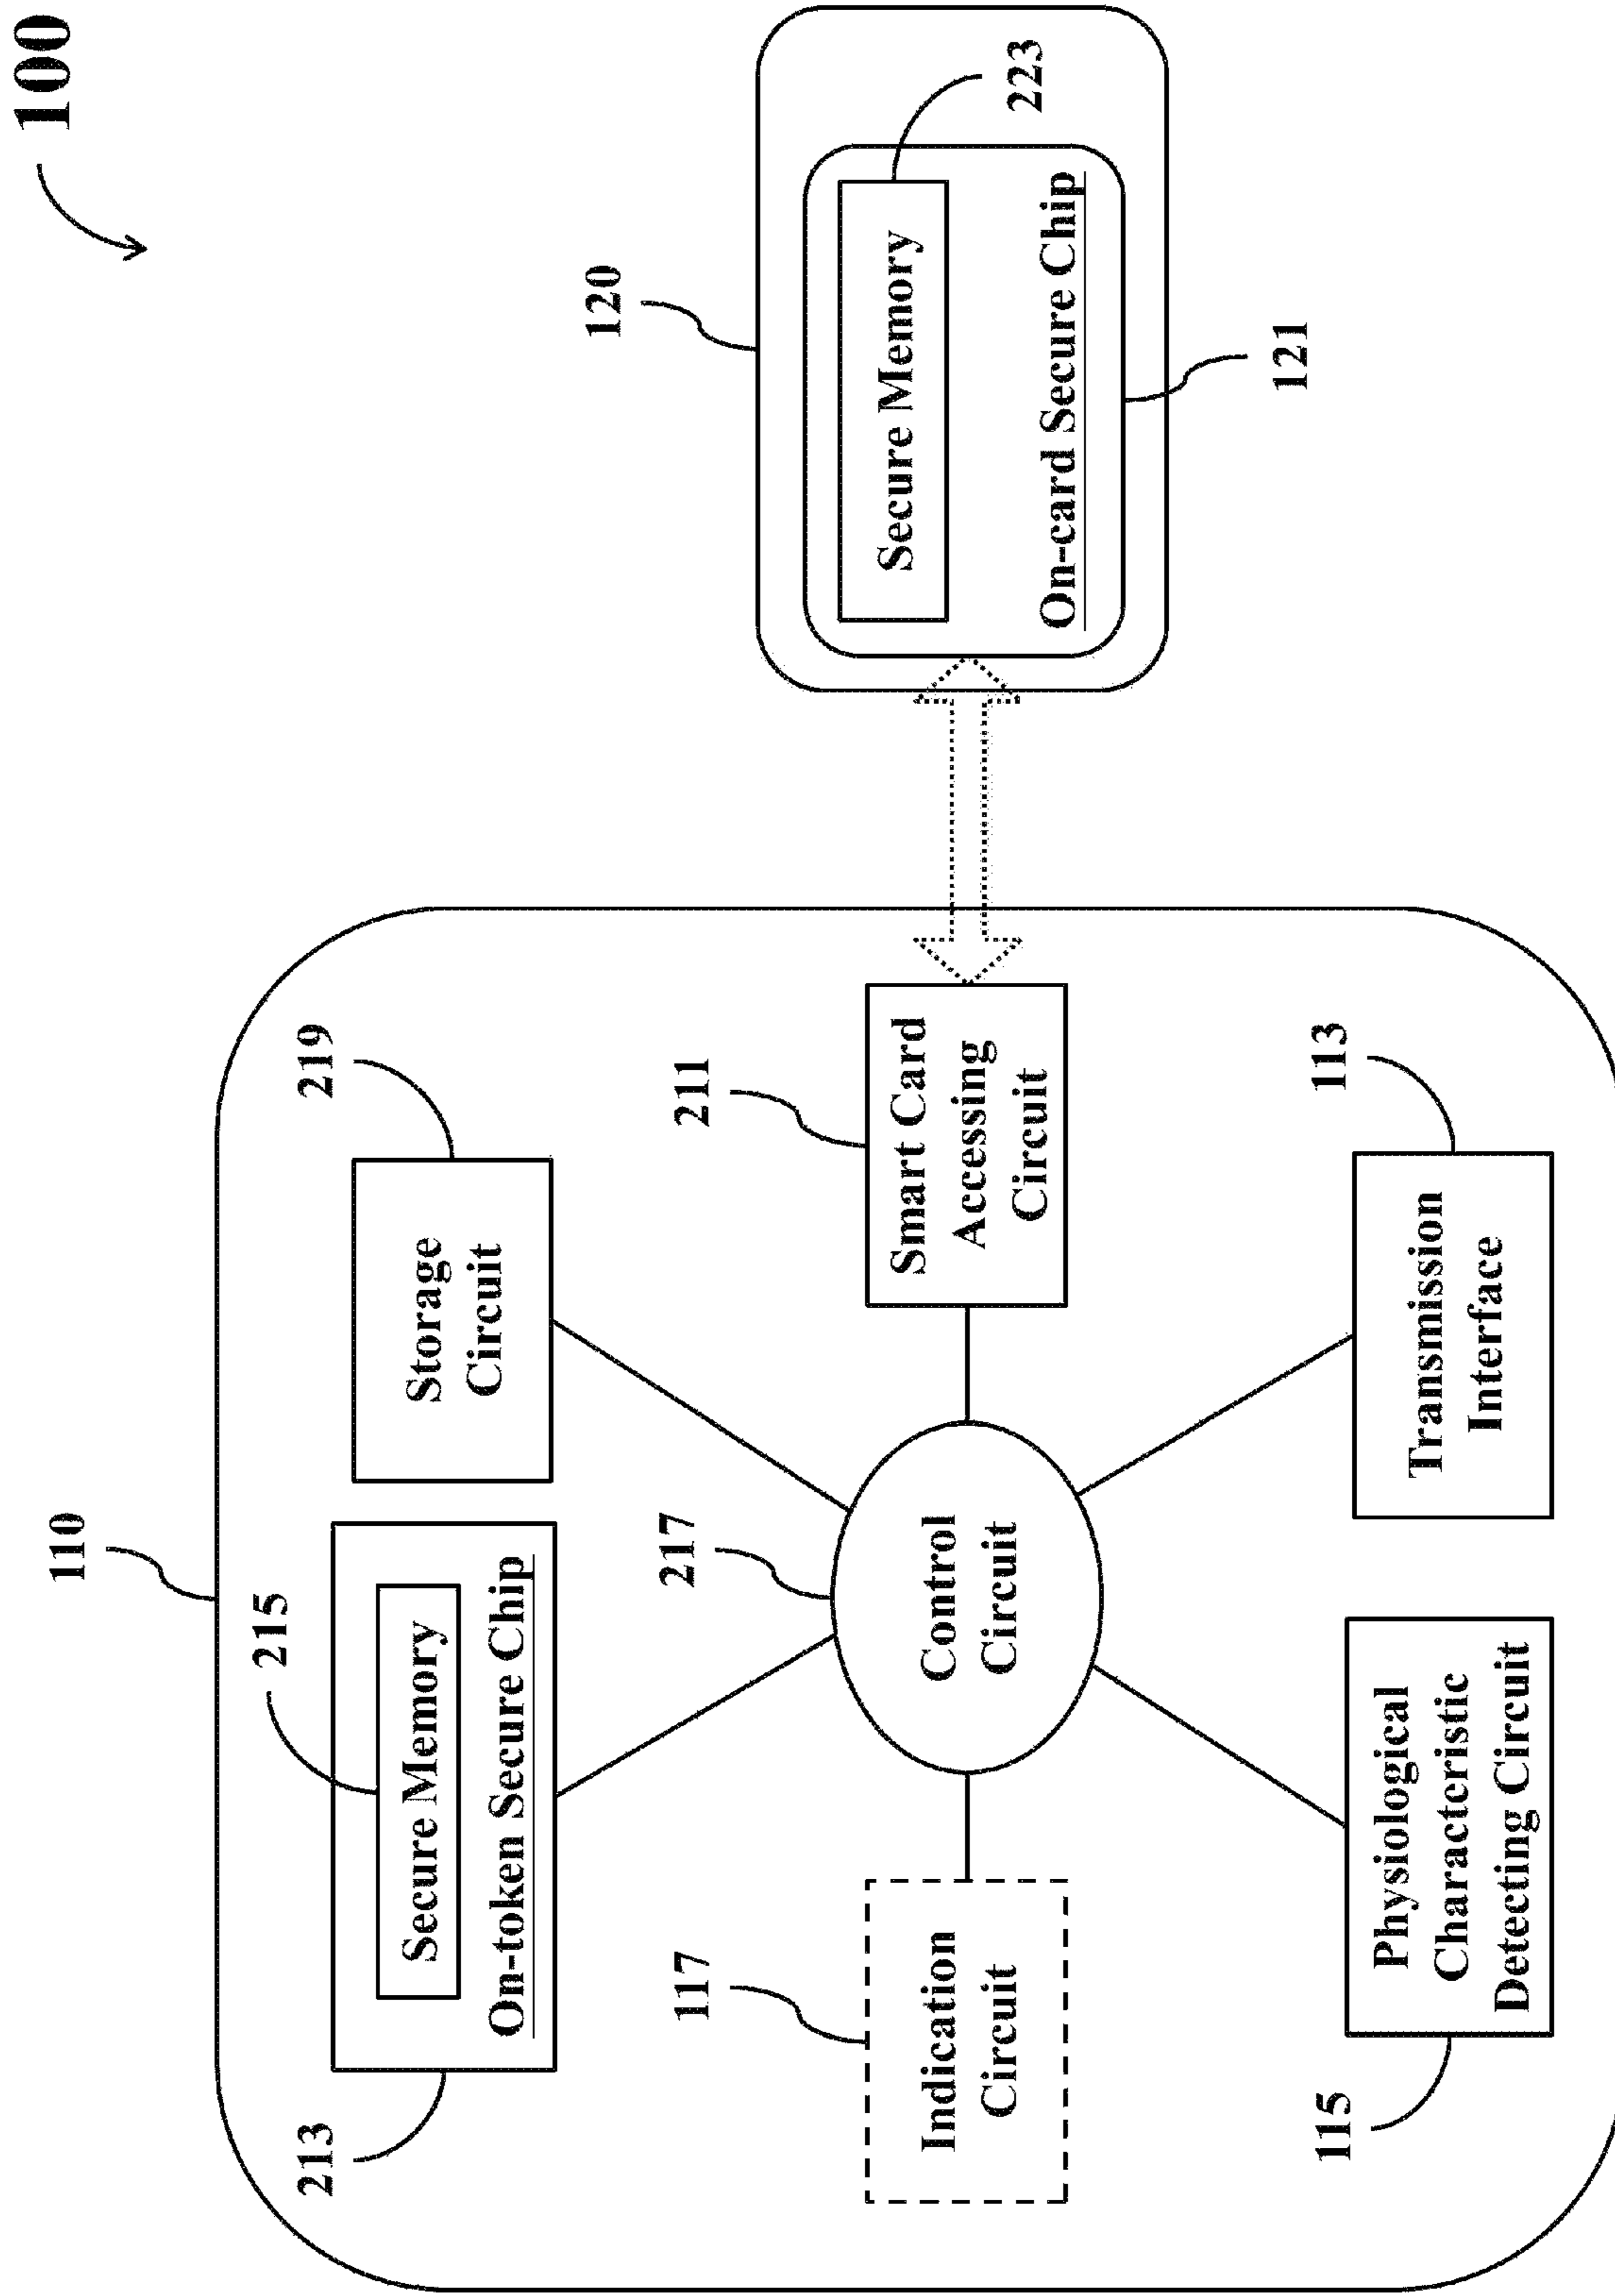 100
110
213
215
Secure Memory
On-token Secure Chip
219
Storage
Circuit
117
Indication
Circuit
217
Control
Circuit
211
Smart Card
Accessing
Circuit
115
Physiological
Characteristic
Detecting Circuit
113
Transmission
Interface
120
Secure Memory
223
On-card Secure Chip
121